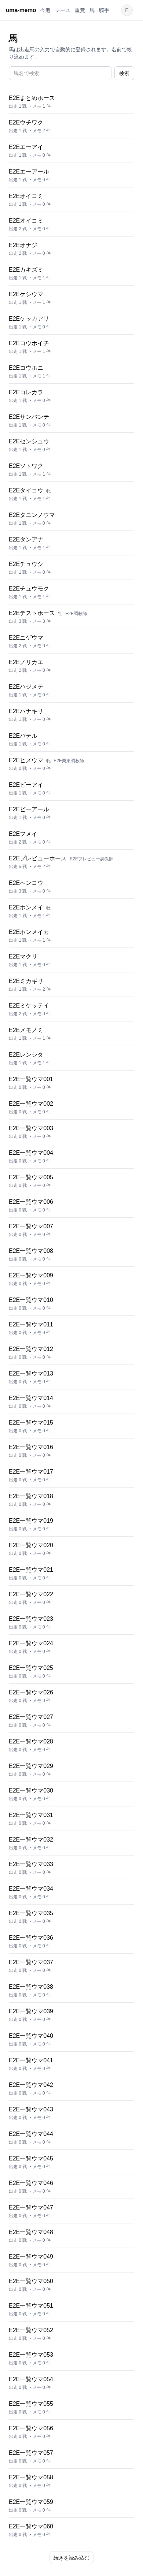 uma-memo 今週 レース 重賞 馬 騎手 E
馬
馬は出走馬の入力で自動的に登録されます。名前で絞り込めます。
馬名で検索 検索
E2Eまとめホース
出走 2 戦 ・メモ 1 件
E2Eウチワク
出走 1 戦 ・メモ 2 件
E2Eエーアイ
出走 1 戦 ・メモ 1 件
E2Eエーアール
出走 1 戦 ・メモ 0 件
E2Eオイコミ
出走 1 戦 ・メモ 0 件
E2Eオイコミ
出走 2 戦 ・メモ 0 件
E2Eオナジ
出走 2 戦 ・メモ 0 件
E2Eカキズミ
出走 1 戦 ・メモ 1 件
E2Eケシウマ
出走 1 戦 ・メモ 1 件
E2Eケッカアリ
出走 1 戦 ・メモ 0 件
E2Eコウホイチ
出走 1 戦 ・メモ 1 件
E2Eコウホニ
出走 1 戦 ・メモ 1 件
E2Eコレカラ
出走 1 戦 ・メモ 0 件
E2Eサンバンテ
出走 1 戦 ・メモ 0 件
E2Eセンシュウ
出走 1 戦 ・メモ 0 件
E2Eソトワク
出走 1 戦 ・メモ 1 件
E2Eタイコウ 牝
出走 1 戦 ・メモ 1 件
E2Eタニンノウマ
出走 1 戦 ・メモ 0 件
E2Eタンアナ
出走 1 戦 ・メモ 1 件
E2Eチュウシ
出走 1 戦 ・メモ 0 件
E2Eチュウモク
出走 1 戦 ・メモ 1 件
E2Eテストホース 牡 E2E調教師
出走 3 戦 ・メモ 3 件
E2Eニゲウマ
出走 2 戦 ・メモ 0 件
E2Eノリカエ
出走 2 戦 ・メモ 0 件
E2Eハジメテ
出走 1 戦 ・メモ 0 件
E2Eハナキリ
出走 1 戦 ・メモ 0 件
E2Eバテル
出走 1 戦 ・メモ 0 件
E2Eヒメウマ 牝 E2E栗東調教師
出走 0 戦 ・メモ 0 件
E2Eビーアイ
出走 1 戦 ・メモ 0 件
E2Eビーアール
出走 1 戦 ・メモ 0 件
E2Eフメイ
出走 2 戦 ・メモ 0 件
E2Eプレビューホース E2Eプレビュー調教師
出走 5 戦 ・メモ 2 件
E2Eヘンコウ
出走 3 戦 ・メモ 0 件
E2Eホンメイ 牡
出走 1 戦 ・メモ 1 件
E2Eホンメイカ
出走 1 戦 ・メモ 1 件
E2Eマクリ
出走 1 戦 ・メモ 0 件
E2Eミカギリ
出走 1 戦 ・メモ 2 件
E2Eミケッテイ
出走 2 戦 ・メモ 0 件
E2Eメモノミ
出走 1 戦 ・メモ 1 件
E2Eレンシタ
出走 1 戦 ・メモ 1 件
E2E一覧ウマ001
出走 0 戦 ・メモ 0 件
E2E一覧ウマ002
出走 0 戦 ・メモ 0 件
E2E一覧ウマ003
出走 0 戦 ・メモ 0 件
E2E一覧ウマ004
出走 0 戦 ・メモ 0 件
E2E一覧ウマ005
出走 0 戦 ・メモ 0 件
E2E一覧ウマ006
出走 0 戦 ・メモ 0 件
E2E一覧ウマ007
出走 0 戦 ・メモ 0 件
E2E一覧ウマ008
出走 0 戦 ・メモ 0 件
E2E一覧ウマ009
出走 0 戦 ・メモ 0 件
E2E一覧ウマ010
出走 0 戦 ・メモ 0 件
E2E一覧ウマ011
出走 0 戦 ・メモ 0 件
E2E一覧ウマ012
出走 0 戦 ・メモ 0 件
E2E一覧ウマ013
出走 0 戦 ・メモ 0 件
E2E一覧ウマ014
出走 0 戦 ・メモ 0 件
E2E一覧ウマ015
出走 0 戦 ・メモ 0 件
E2E一覧ウマ016
出走 0 戦 ・メモ 0 件
E2E一覧ウマ017
出走 0 戦 ・メモ 0 件
E2E一覧ウマ018
出走 0 戦 ・メモ 0 件
E2E一覧ウマ019
出走 0 戦 ・メモ 0 件
E2E一覧ウマ020
出走 0 戦 ・メモ 0 件
E2E一覧ウマ021
出走 0 戦 ・メモ 0 件
E2E一覧ウマ022
出走 0 戦 ・メモ 0 件
E2E一覧ウマ023
出走 0 戦 ・メモ 0 件
E2E一覧ウマ024
出走 0 戦 ・メモ 0 件
E2E一覧ウマ025
出走 0 戦 ・メモ 0 件
E2E一覧ウマ026
出走 0 戦 ・メモ 0 件
E2E一覧ウマ027
出走 0 戦 ・メモ 0 件
E2E一覧ウマ028
出走 0 戦 ・メモ 0 件
E2E一覧ウマ029
出走 0 戦 ・メモ 0 件
E2E一覧ウマ030
出走 0 戦 ・メモ 0 件
E2E一覧ウマ031
出走 0 戦 ・メモ 0 件
E2E一覧ウマ032
出走 0 戦 ・メモ 0 件
E2E一覧ウマ033
出走 0 戦 ・メモ 0 件
E2E一覧ウマ034
出走 0 戦 ・メモ 0 件
E2E一覧ウマ035
出走 0 戦 ・メモ 0 件
E2E一覧ウマ036
出走 0 戦 ・メモ 0 件
E2E一覧ウマ037
出走 0 戦 ・メモ 0 件
E2E一覧ウマ038
出走 0 戦 ・メモ 0 件
E2E一覧ウマ039
出走 0 戦 ・メモ 0 件
E2E一覧ウマ040
出走 0 戦 ・メモ 0 件
E2E一覧ウマ041
出走 0 戦 ・メモ 0 件
E2E一覧ウマ042
出走 0 戦 ・メモ 0 件
E2E一覧ウマ043
出走 0 戦 ・メモ 0 件
E2E一覧ウマ044
出走 0 戦 ・メモ 0 件
E2E一覧ウマ045
出走 0 戦 ・メモ 0 件
E2E一覧ウマ046
出走 0 戦 ・メモ 0 件
E2E一覧ウマ047
出走 0 戦 ・メモ 0 件
E2E一覧ウマ048
出走 0 戦 ・メモ 0 件
E2E一覧ウマ049
出走 0 戦 ・メモ 0 件
E2E一覧ウマ050
出走 0 戦 ・メモ 0 件
E2E一覧ウマ051
出走 0 戦 ・メモ 0 件
E2E一覧ウマ052
出走 0 戦 ・メモ 0 件
E2E一覧ウマ053
出走 0 戦 ・メモ 0 件
E2E一覧ウマ054
出走 0 戦 ・メモ 0 件
E2E一覧ウマ055
出走 0 戦 ・メモ 0 件
E2E一覧ウマ056
出走 0 戦 ・メモ 0 件
E2E一覧ウマ057
出走 0 戦 ・メモ 0 件
E2E一覧ウマ058
出走 0 戦 ・メモ 0 件
E2E一覧ウマ059
出走 0 戦 ・メモ 0 件
E2E一覧ウマ060
出走 0 戦 ・メモ 0 件
続きを読み込む